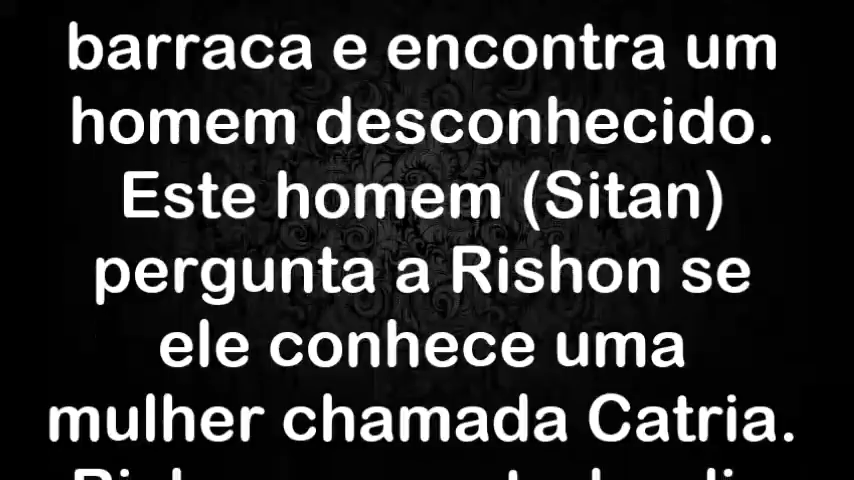 barraca e encontra um
homem desconhecido.
Este homem (Sitan)
pergunta a Rishon se
ele conhece uma
mulher chamada Catria.